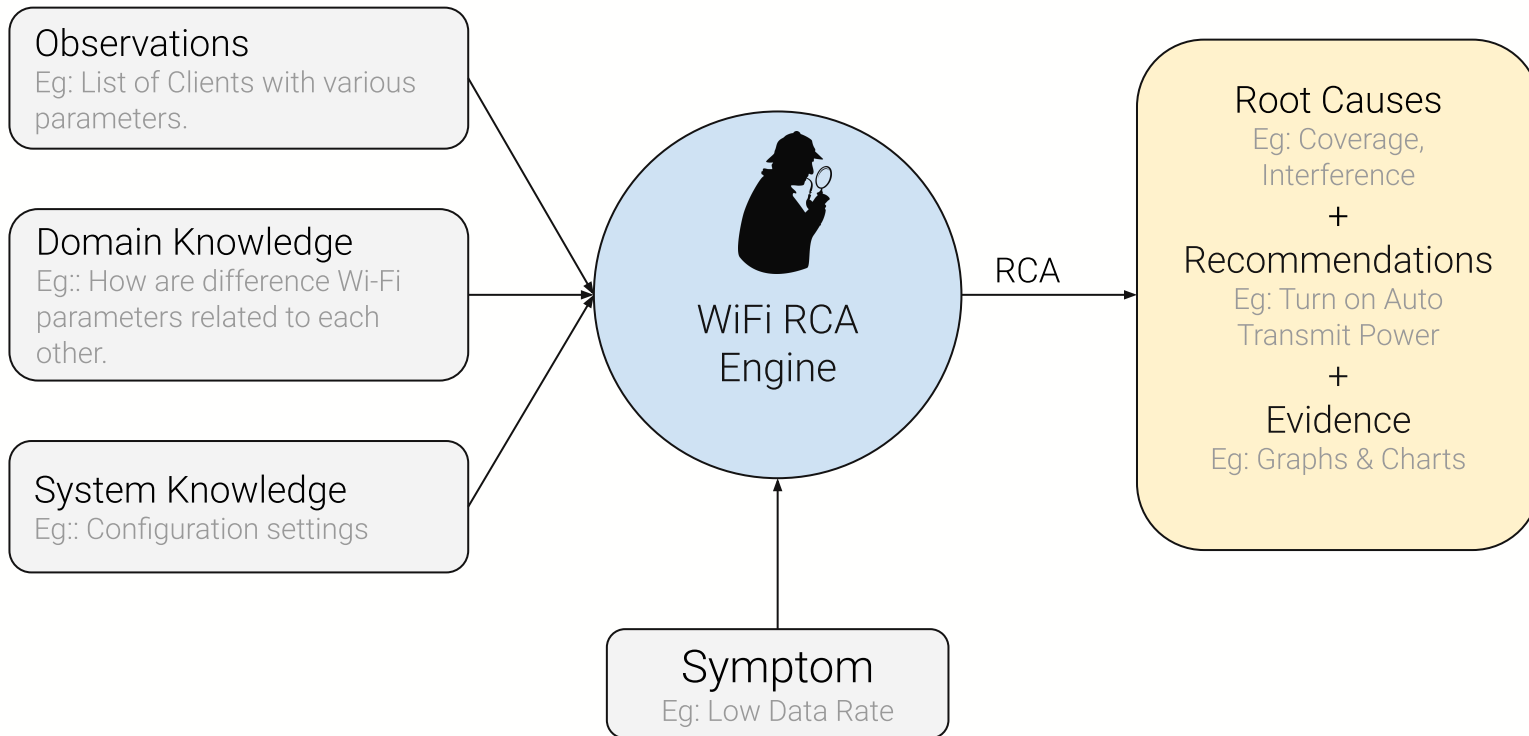 Observations
Eg: List of Clients with various
parameters.
Domain Knowledge
Eg:: How are difference Wi-Fi
parameters related to each
other.
System Knowledge
Eg:: Configuration settings
WiFi RCA
Engine
Symptom
Eg: Low Data Rate
RCA
Root Causes
Eg: Coverage,
Interference
+
Recommendations
Eg: Turn on Auto
Transmit Power
+
Evidence
Eg: Graphs & Charts